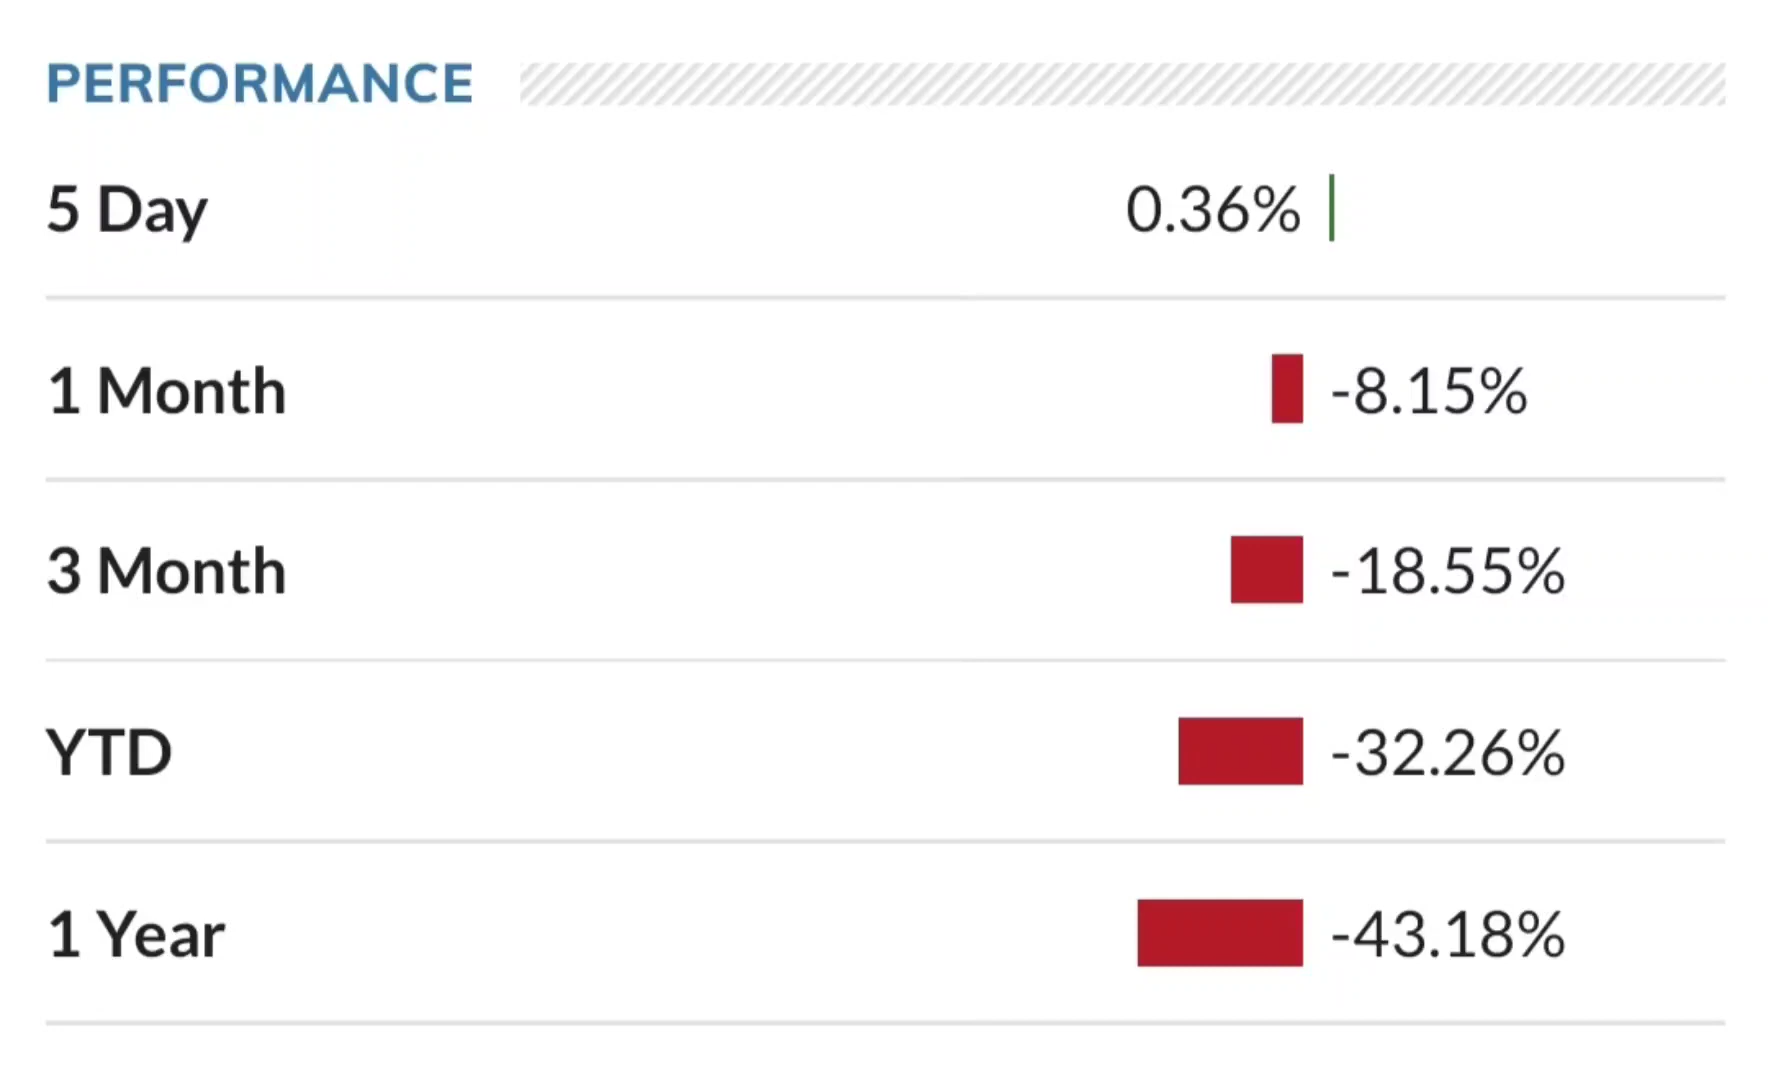 PERFORMANCE
5 Day 0.36%
1 Month -8.15%
3 Month -18.55%
YTD -32.26%
1 Year -43.18%